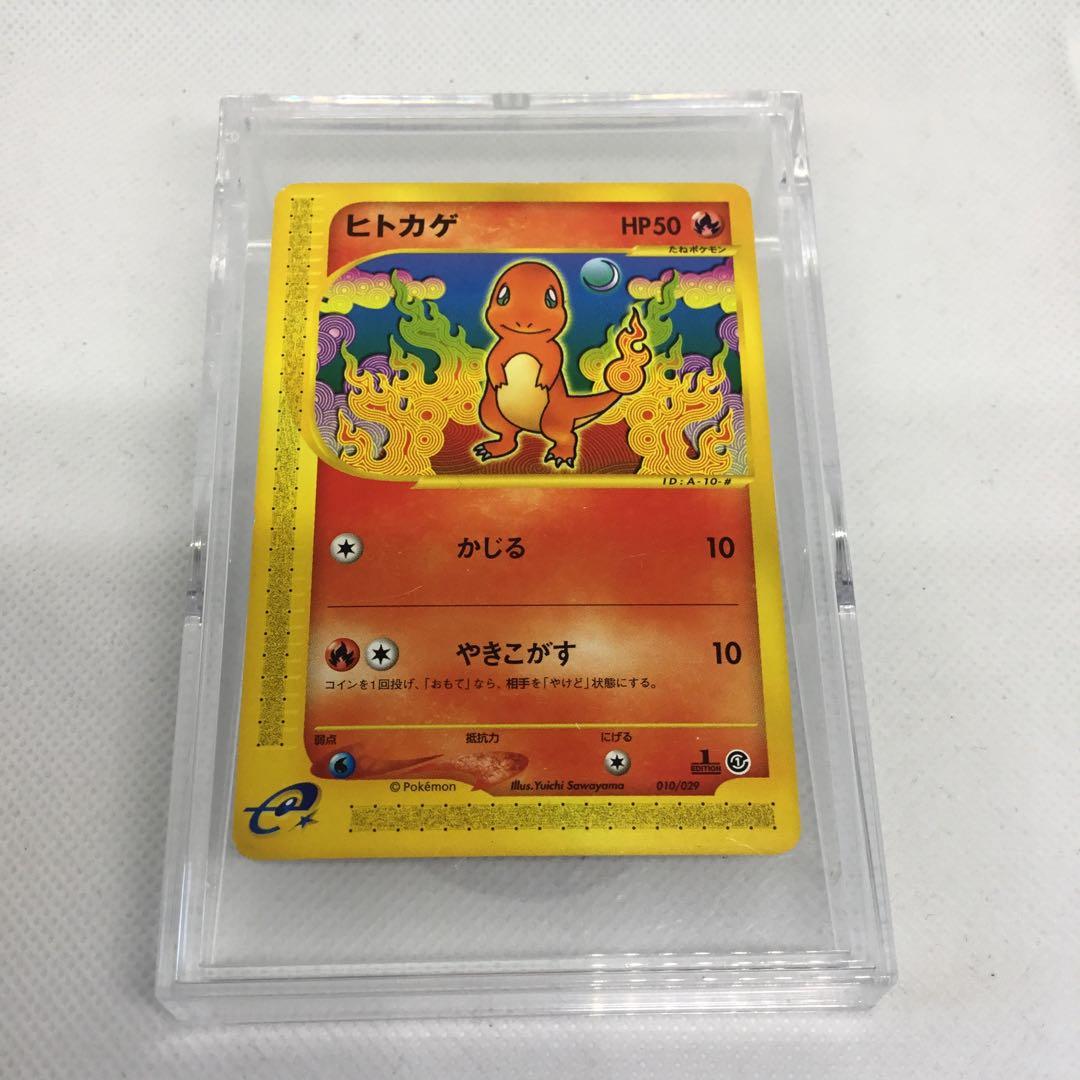 ヒトカゲ HP50
たねポケモン
ID:A-10-#
かじる 10
やきこがす 10
コインを1回投げ、「おもて」なら、相手を「やけど」状態にする。
弱点 抵抗力 にげる
1 EDITION
© Pokémon Illus.Yuichi Sawayama 010/029
e